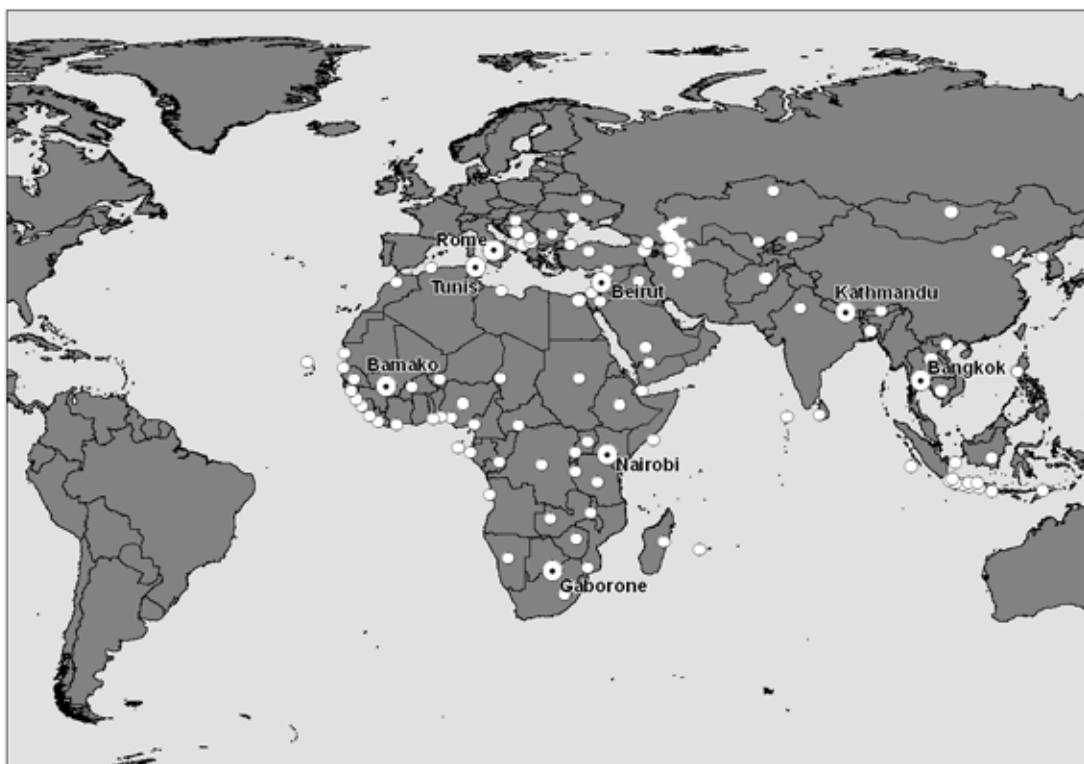 Rome
Tunis
Beirut
Kathmandu
Bamako
Bangkok
Nairobi
Gaborone